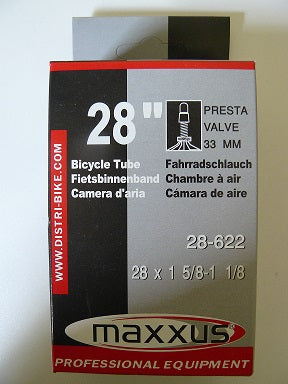 28"
PRESTA
VALVE
33 MM
Bicycle Tube
Fietsbinnenband
Camera d'aria
Fahrradschlauch
Chambre à air
Cámara de aire
WWW.DISTRI-BIKE.COM
28-622
28 x 1 5/8-1 1/8
maxxus®
PROFESSIONAL EQUIPMENT